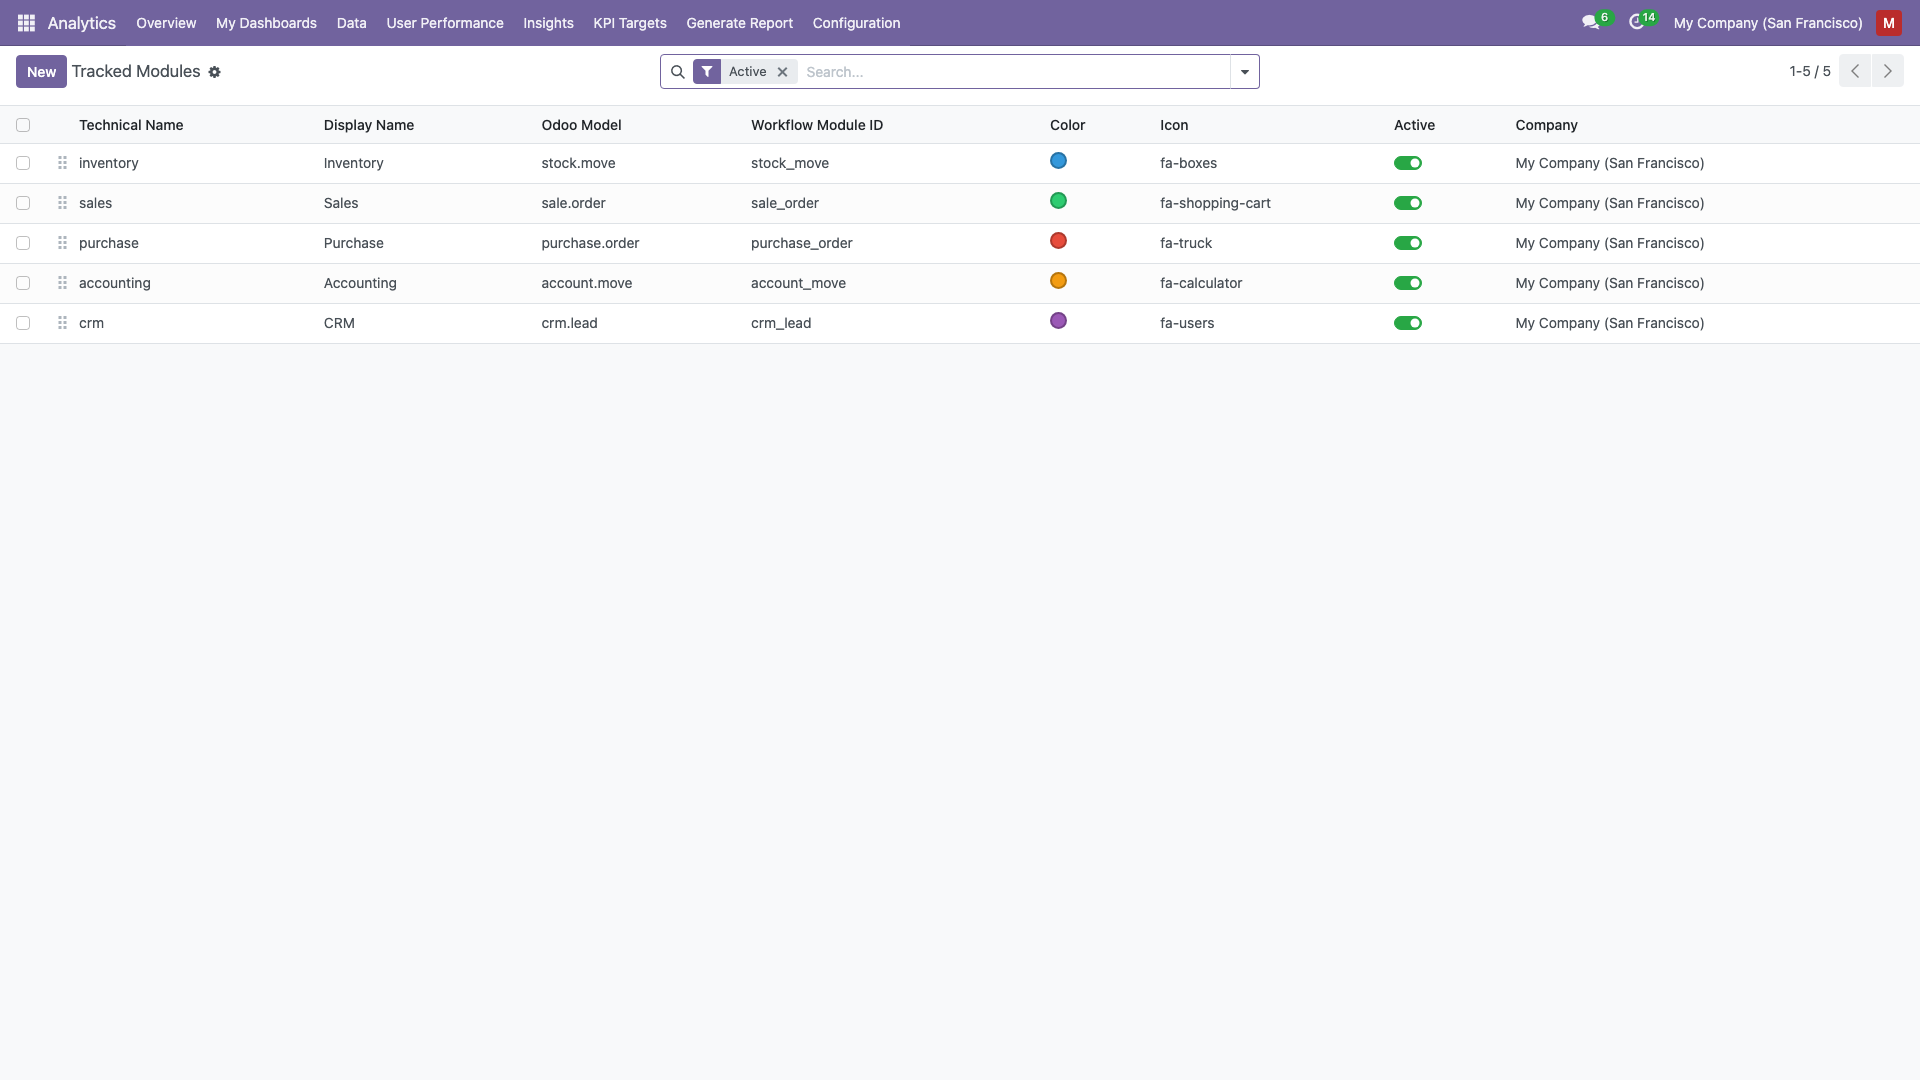 Analytics Overview My Dashboards Data User Performance Insights KPI Targets Generate Report Configuration 6 14 My Company (San Francisco) M
New Tracked Modules Active Search... 1-5 / 5
Technical Name Display Name Odoo Model Workflow Module ID Color Icon Active Company
inventory Inventory stock.move stock_move fa-boxes My Company (San Francisco)
sales Sales sale.order sale_order fa-shopping-cart My Company (San Francisco)
purchase Purchase purchase.order purchase_order fa-truck My Company (San Francisco)
accounting Accounting account.move account_move fa-calculator My Company (San Francisco)
crm CRM crm.lead crm_lead fa-users My Company (San Francisco)